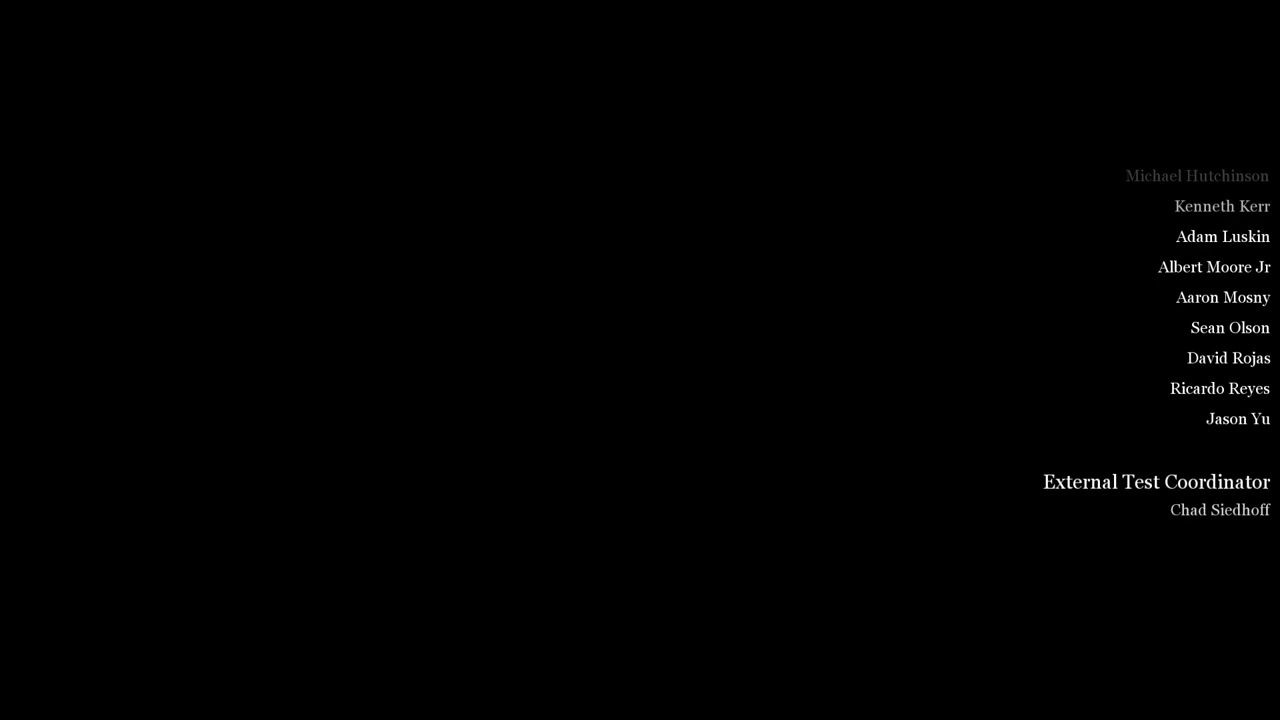 Michael Hutchinson
Kenneth Kerr
Adam Luskin
Albert Moore Jr
Aaron Mosny
Sean Olson
David Rojas
Ricardo Reyes
Jason Yu
External Test Coordinator
Chad Siedhoff